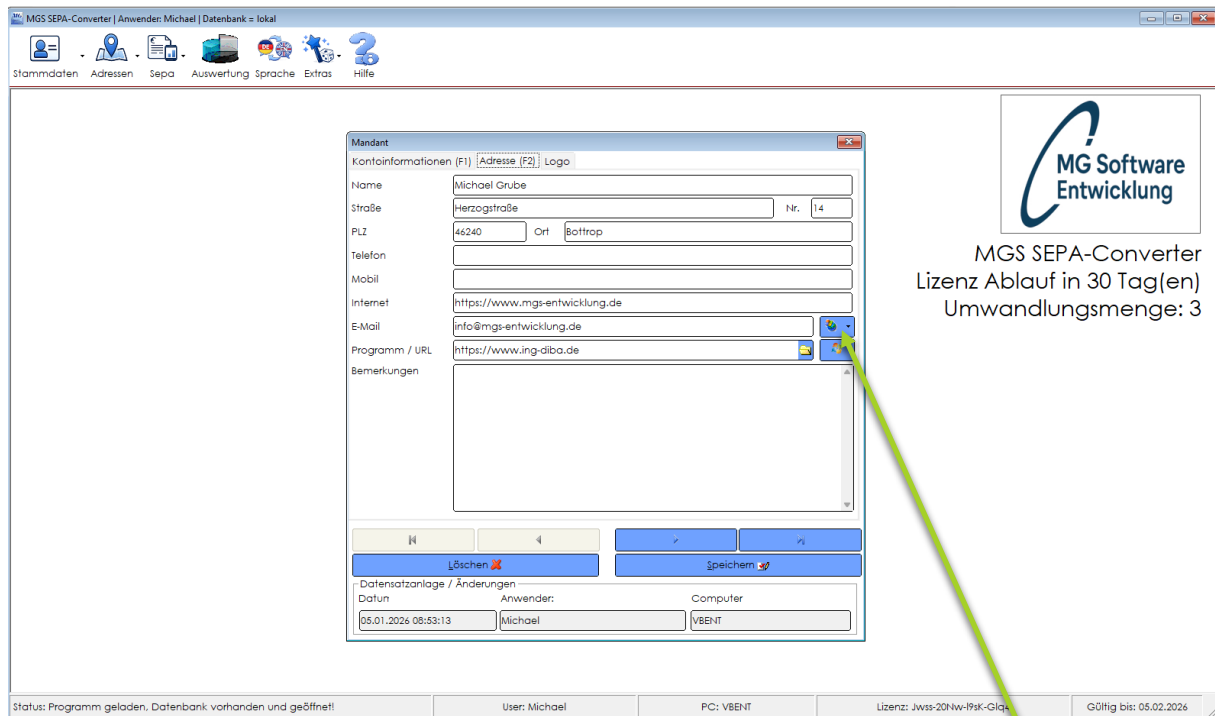 MGS SEPA-Converter | Anwender: Michael | Datenbank = lokal
Stammdaten Adressen Sepa Auswertung Sprache Extras Hilfe
MG Software
Entwicklung
MGS SEPA-Converter
Lizenz Ablauf in 30 Tag(en)
Umwandlungsmenge: 3
Mandant
Kontoinformationen (F1) Adresse (F2) Logo
Name Michael Grube
Straße Herzogstraße Nr. 14
PLZ 46240 Ort Bottrop
Telefon
Mobil
Internet https://www.mgs-entwicklung.de
E-Mail info@mgs-entwicklung.de
Programm / URL https://www.ing-diba.de
Bemerkungen
Löschen Speichern
Datensatzanlage / Änderungen
Anwender: Computer
05.01.2026 08:53:13 Michael VBENT
Status: Programm geladen, Datenbank vorhanden und geöffnet! User: Michael PC: VBENT Lizenz: Gültig bis: 05.02.2026